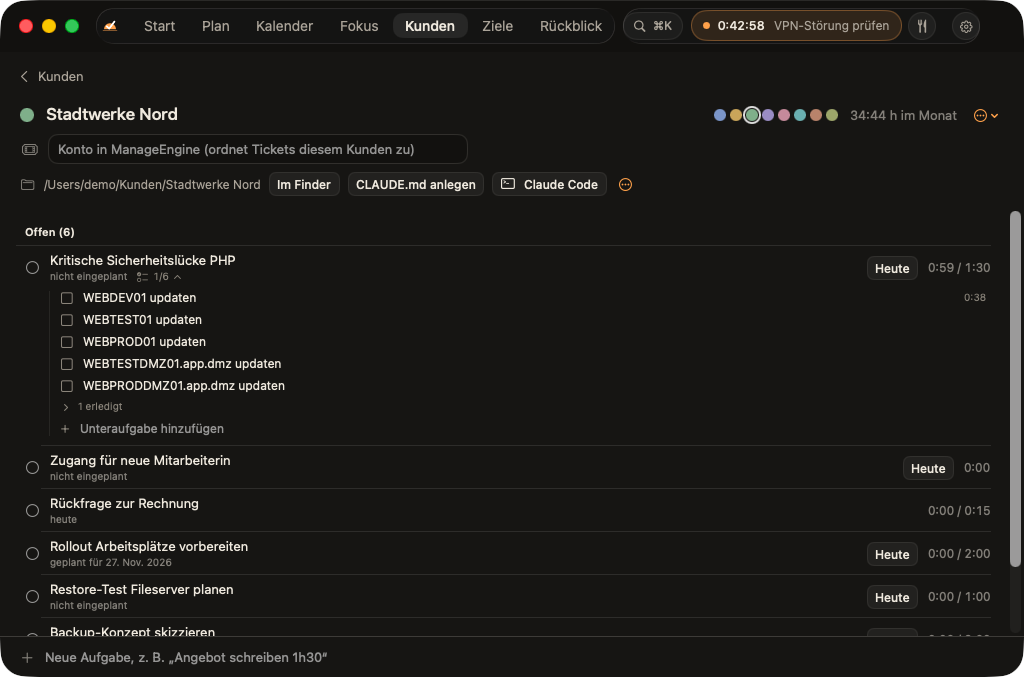 Start Plan Kalender Fokus Kunden Ziele Rückblick ⌘K 0:42:58 VPN-Störung prüfen
Kunden
Stadtwerke Nord 34:44 h im Monat
Konto in ManageEngine (ordnet Tickets diesem Kunden zu)
/Users/demo/Kunden/Stadtwerke Nord Im Finder CLAUDE.md anlegen Claude Code
Offen (6)
Kritische Sicherheitslücke PHP Heute 0:59 / 1:30
nicht eingeplant 1/6
WEBDEV01 updaten 0:38
WEBTEST01 updaten
WEBPROD01 updaten
WEBTESTDMZ01.app.dmz updaten
WEBPRODDMZ01.app.dmz updaten
1 erledigt
+ Unteraufgabe hinzufügen
Zugang für neue Mitarbeiterin Heute 0:00
nicht eingeplant
Rückfrage zur Rechnung 0:00 / 0:15
heute
Rollout Arbeitsplätze vorbereiten Heute 0:00 / 2:00
geplant für 27. Nov. 2026
Restore-Test Fileserver planen Heute 0:00 / 1:00
nicht eingeplant
Backup-Konzept skizzieren
+ Neue Aufgabe, z. B. „Angebot schreiben 1h30“